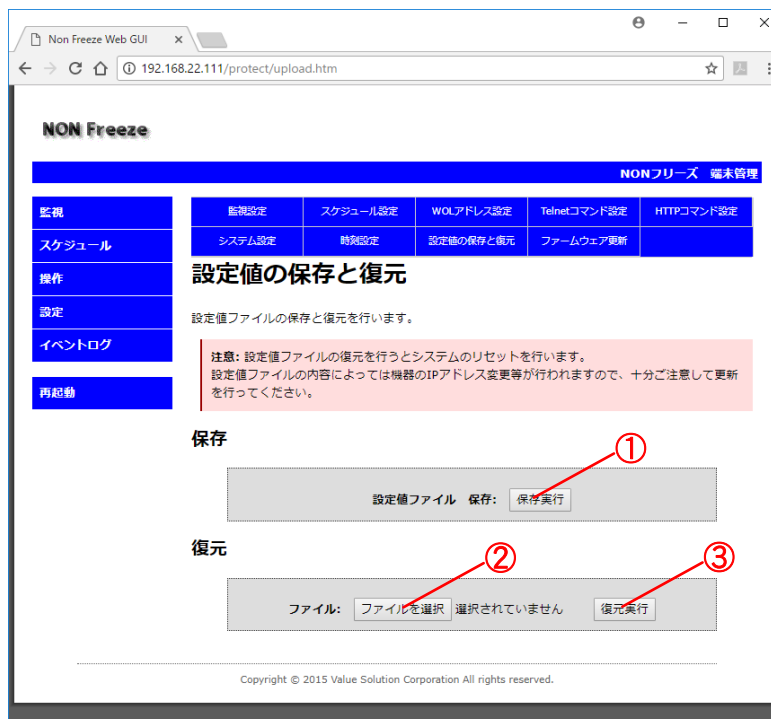 Non Freeze Web GUI
192.168.22.111/protect/upload.htm
NON Freeze
NONフリーズ 端末管理
監視
スケジュール
操作
設定
イベントログ
再起動
監視設定 スケジュール設定 WOLアドレス設定 Telnetコマンド設定 HTTPコマンド設定
システム設定 時刻設定 設定値の保存と復元 ファームウェア更新
設定値の保存と復元
設定値ファイルの保存と復元を行います。
注意: 設定値ファイルの復元を行うとシステムのリセットを行います。
設定値ファイルの内容によっては機器のIPアドレス変更等が行われますので、十分ご注意して更新
を行ってください。
保存
①
設定値ファイル 保存: 保存実行
復元
② ③
ファイル: ファイルを選択 選択されていません 復元実行
Copyright © 2015 Value Solution Corporation All rights reserved.